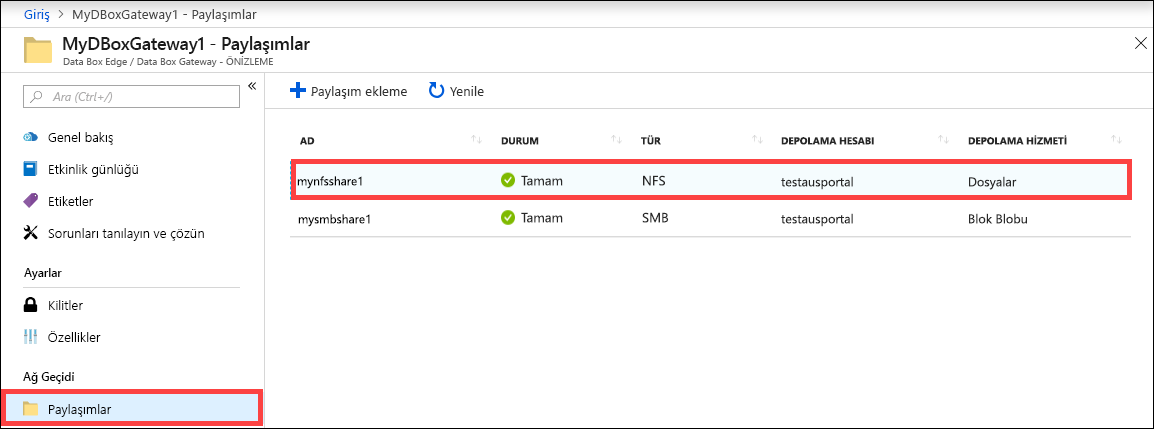 Giriş > MyDBoxGateway1 - Paylaşımlar
MyDBoxGateway1 - Paylaşımlar
Data Box Edge / Data Box Gateway - ÖNİZLEME
Ara (Ctrl+/)
Genel bakış
Etkinlik günlüğü
Etiketler
Sorunları tanılayın ve çözün
Ayarlar
Kilitler
Özellikler
Ağ Geçidi
Paylaşımlar
Paylaşım ekleme Yenile
AD DURUM TÜR DEPOLAMA HESABI DEPOLAMA HİZMETİ
mynfsshare1 Tamam NFS testausportal Dosyalar
mysmbshare1 Tamam SMB testausportal Blok Blobu